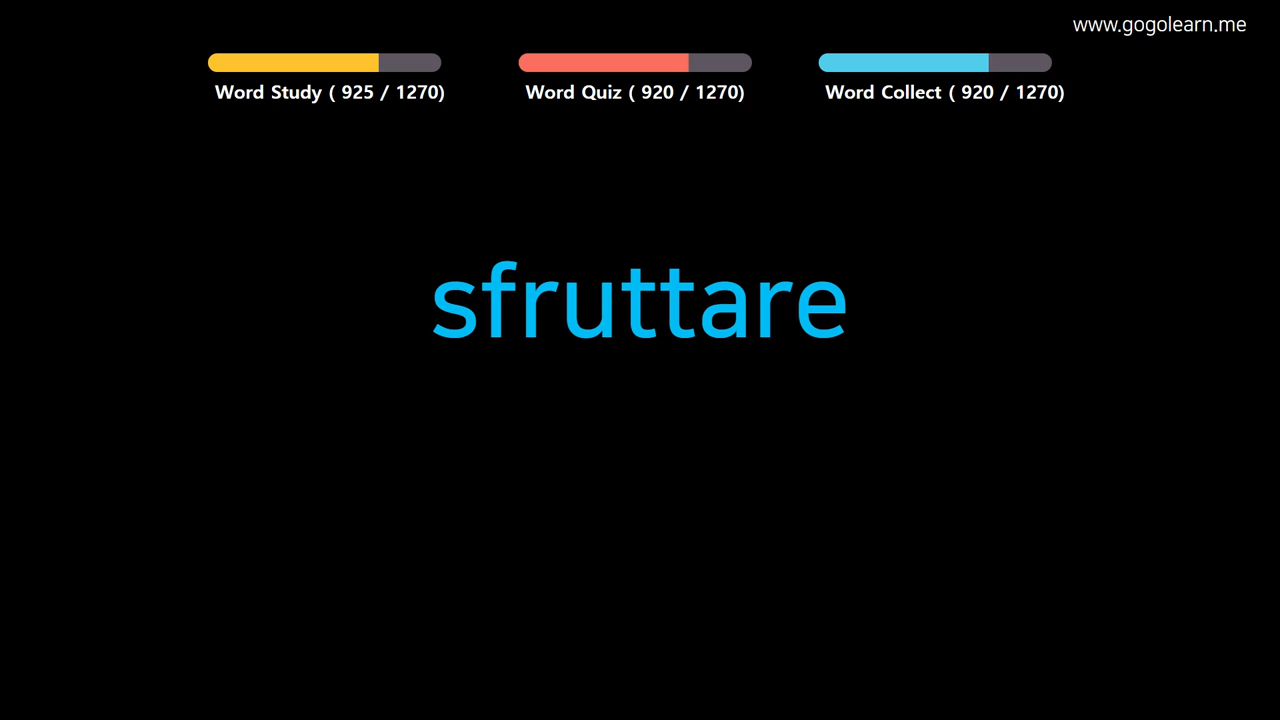 www.gogolearn.me
Word Study ( 925 / 1270)
Word Quiz ( 920 / 1270)
Word Collect ( 920 / 1270)
sfruttare